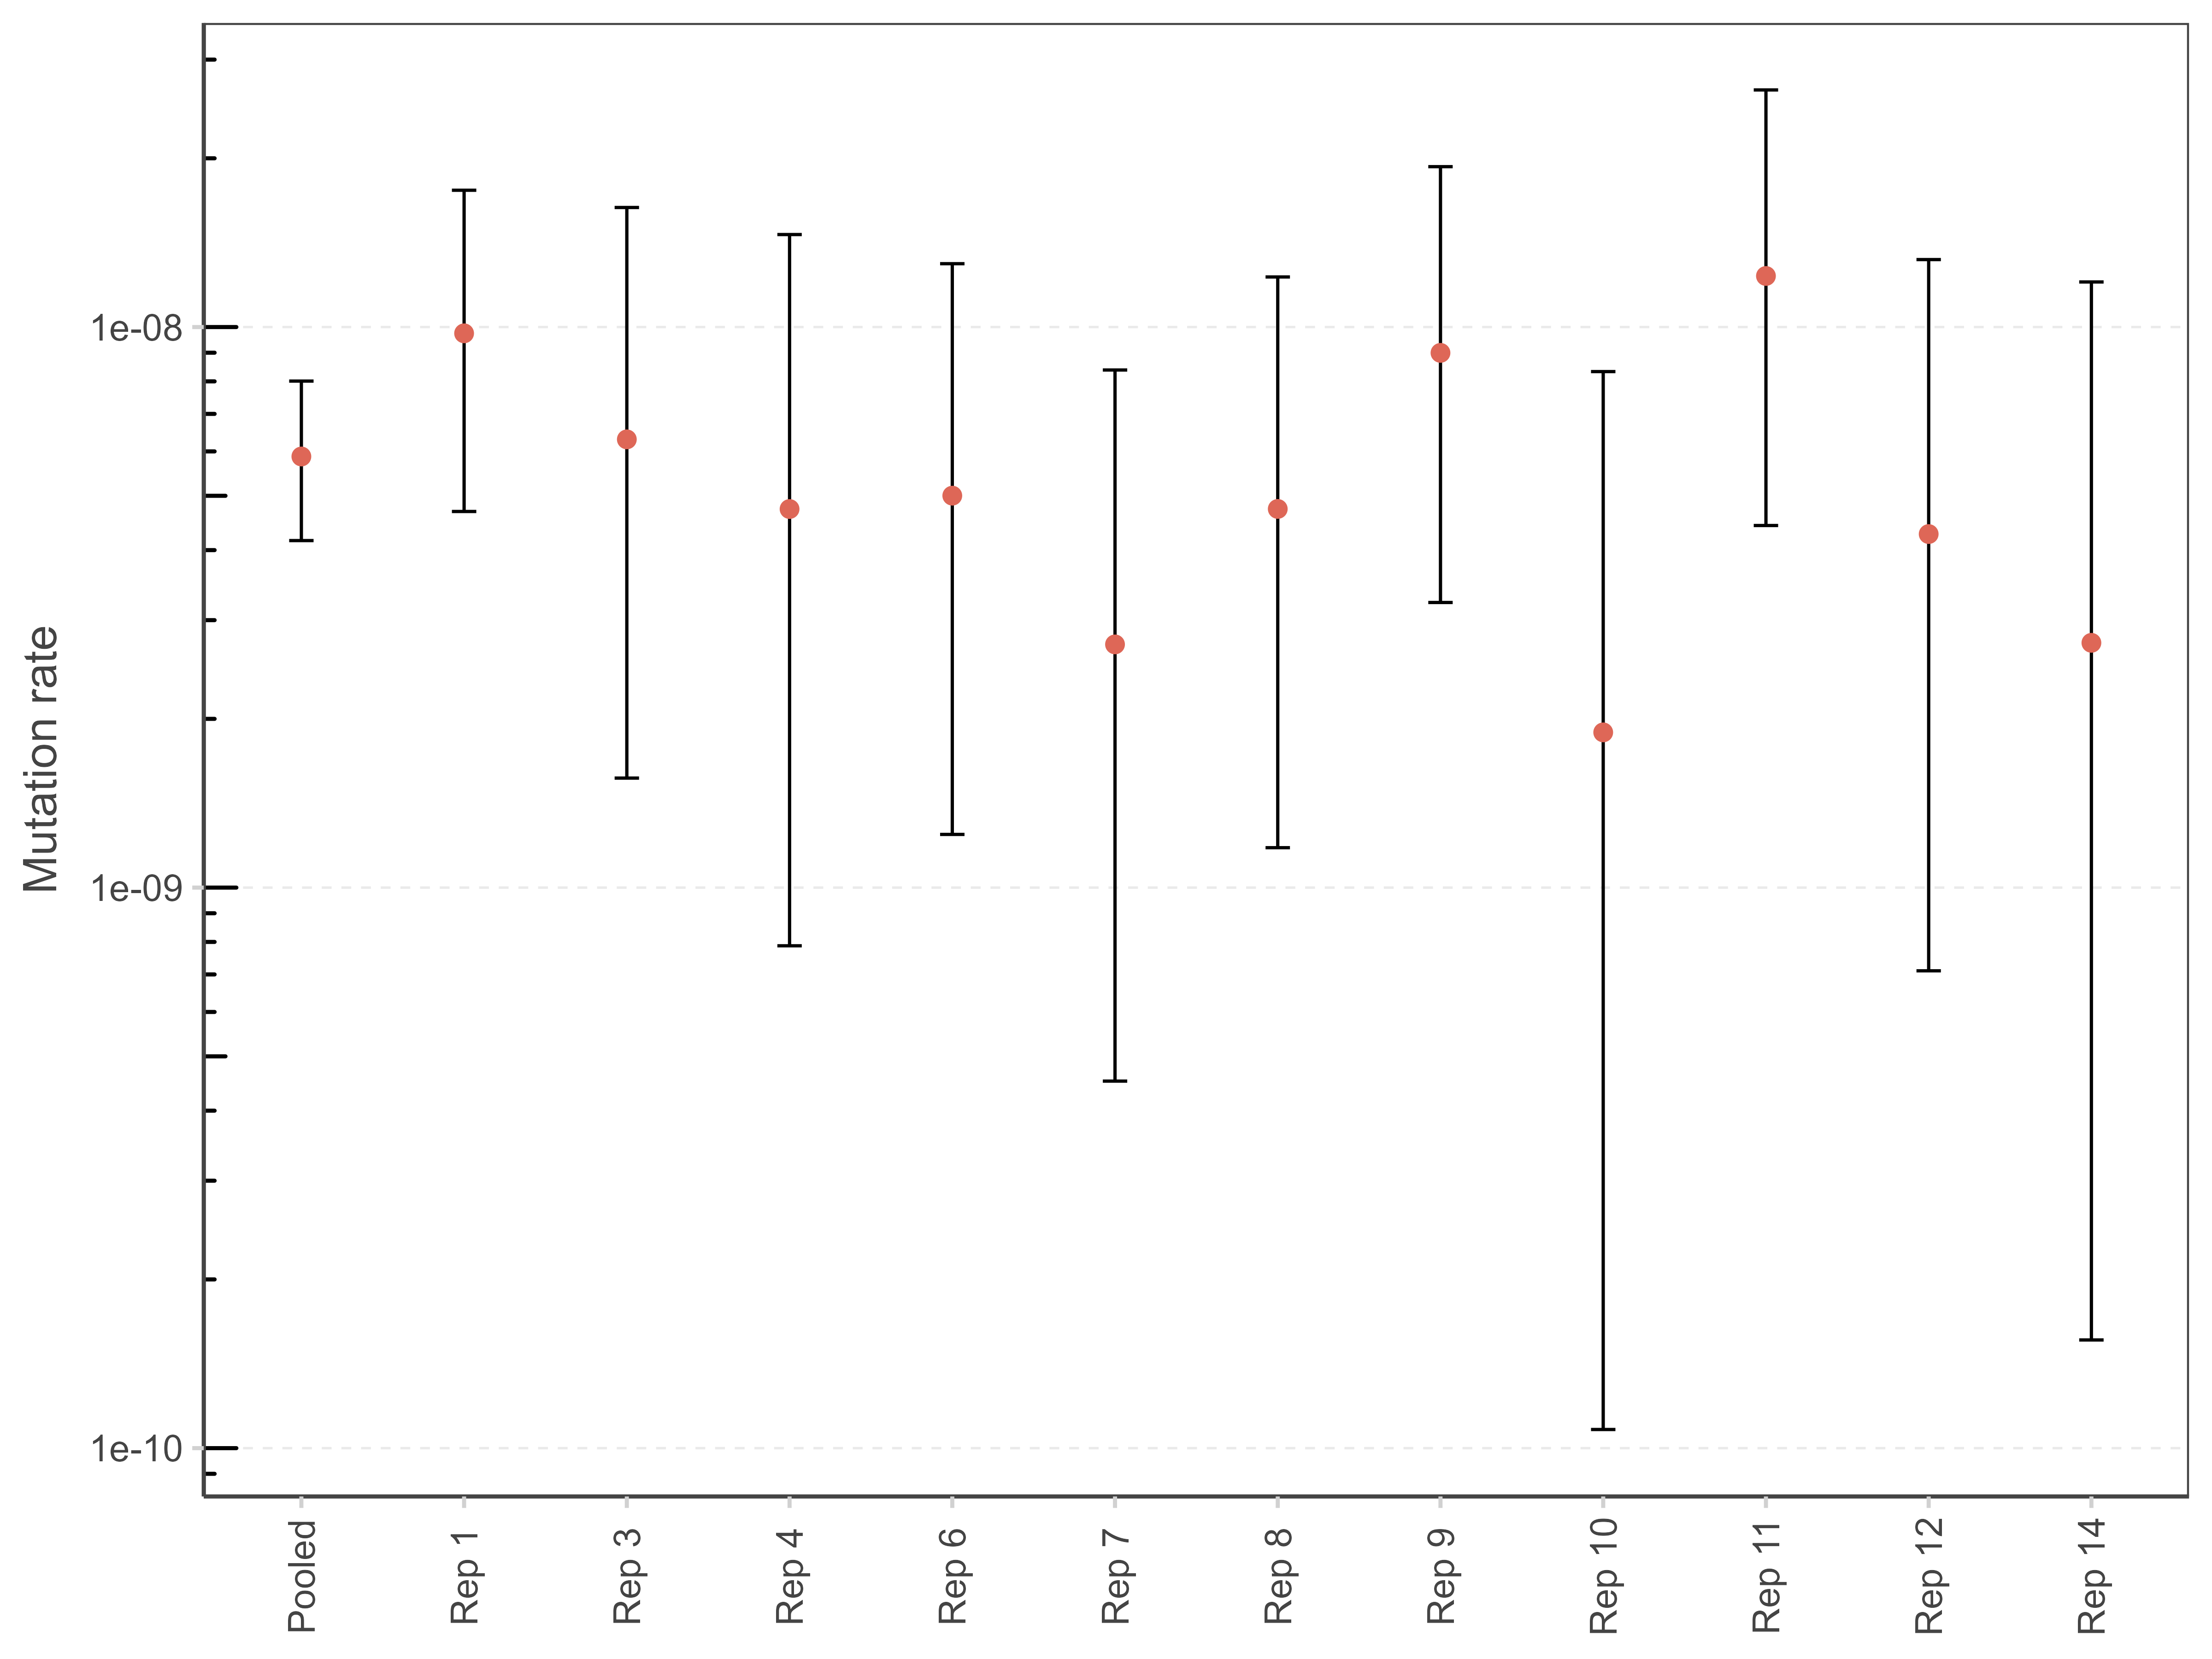 Mutation rate
1e-08
1e-09
1e-10
Pooled
Rep 1
Rep 3
Rep 4
Rep 6
Rep 7
Rep 8
Rep 9
Rep 10
Rep 11
Rep 12
Rep 14